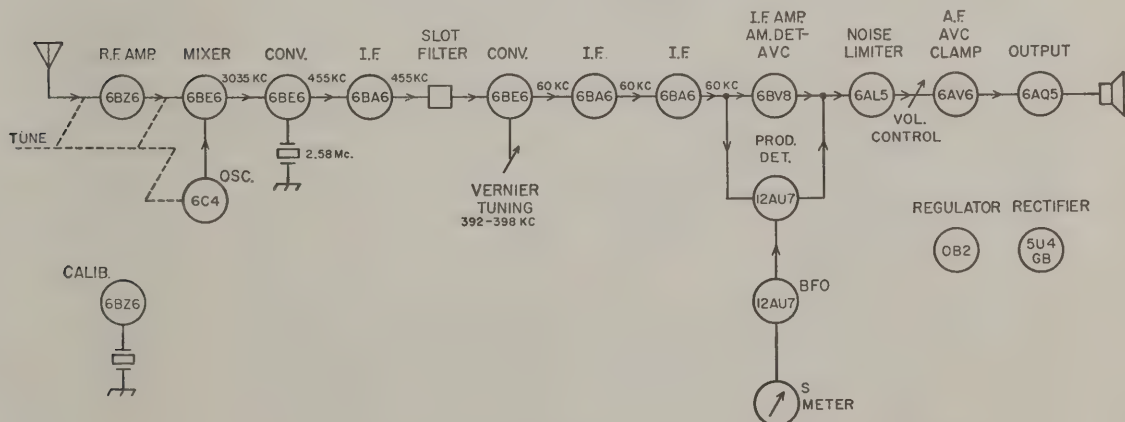 R.F. AMP.
6BZ6
MIXER
6BE6
3035 KC
CONV.
6BE6
455KC
I.F.
6BA6
455KC
SLOT
FILTER
CONV.
6BE6
60 KC
I.F.
6BA6
60 KC
I.F.
6BA6
60 KC
I.F. AMP.
AM. DET-
AVC
6BV8
NOISE
LIMITER
6AL5
VOL.
CONTROL
A.F.
AVC
CLAMP
6AV6
OUTPUT
6AQ5
TUNE
OSC.
6C4
2.58 Mc.
VERNIER
TUNING
392-398 KC
PROD.
DET.
12AU7
BFO
12AU7
S
METER
REGULATOR
OB2
RECTIFIER
5U4
GB
CALIB.
6BZ6